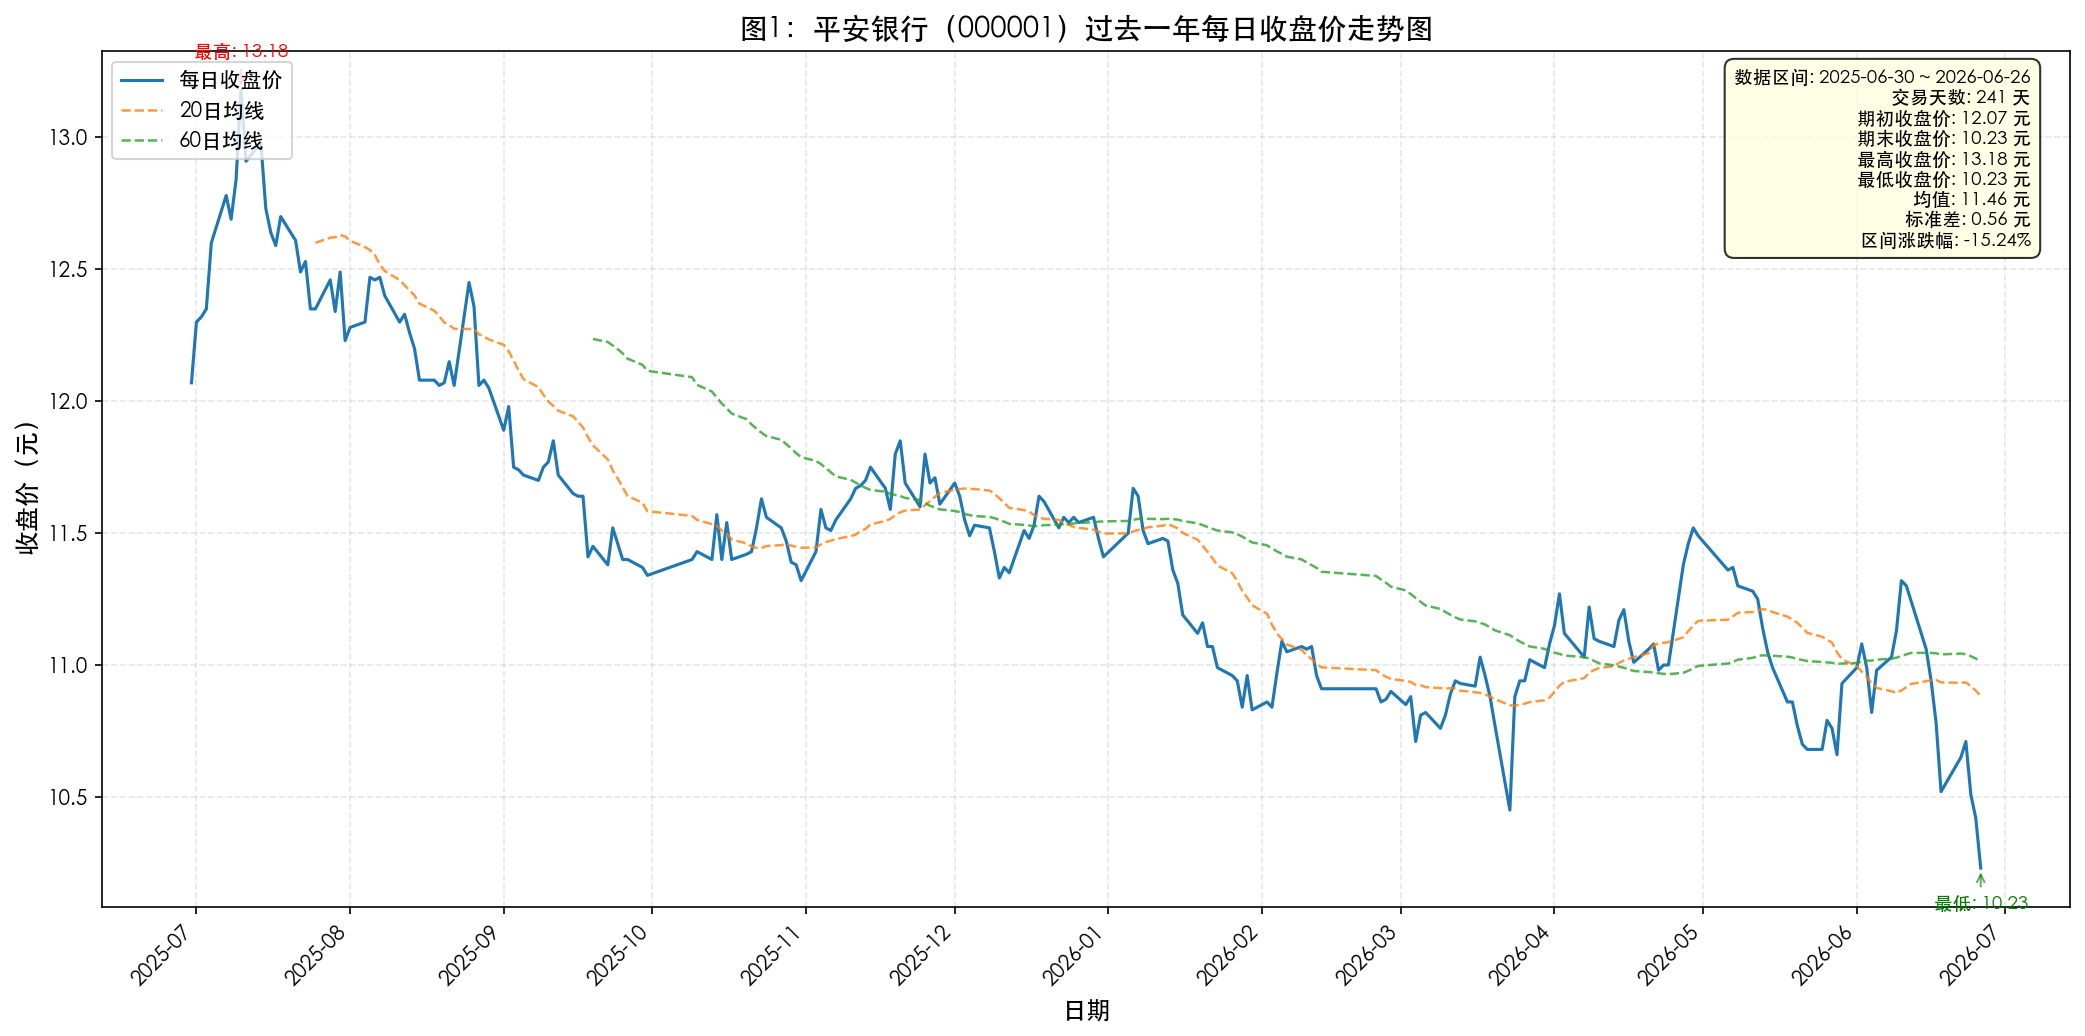 图1：平安银行（000001）过去一年每日收盘价走势图
最高: 13.18
每日收盘价
20日均线
60日均线
数据区间: 2025-06-30 ~ 2026-06-26
交易天数: 241 天
期初收盘价: 12.07 元
期末收盘价: 10.23 元
最高收盘价: 13.18 元
最低收盘价: 10.23 元
均值: 11.46 元
标准差: 0.56 元
区间涨跌幅: -15.24%
收盘价（元）
13.0
12.5
12.0
11.5
11.0
10.5
最低: 10.23
2025-07
2025-08
2025-09
2025-10
2025-11
2025-12
2026-01
2026-02
2026-03
2026-04
2026-05
2026-06
2026-07
日期